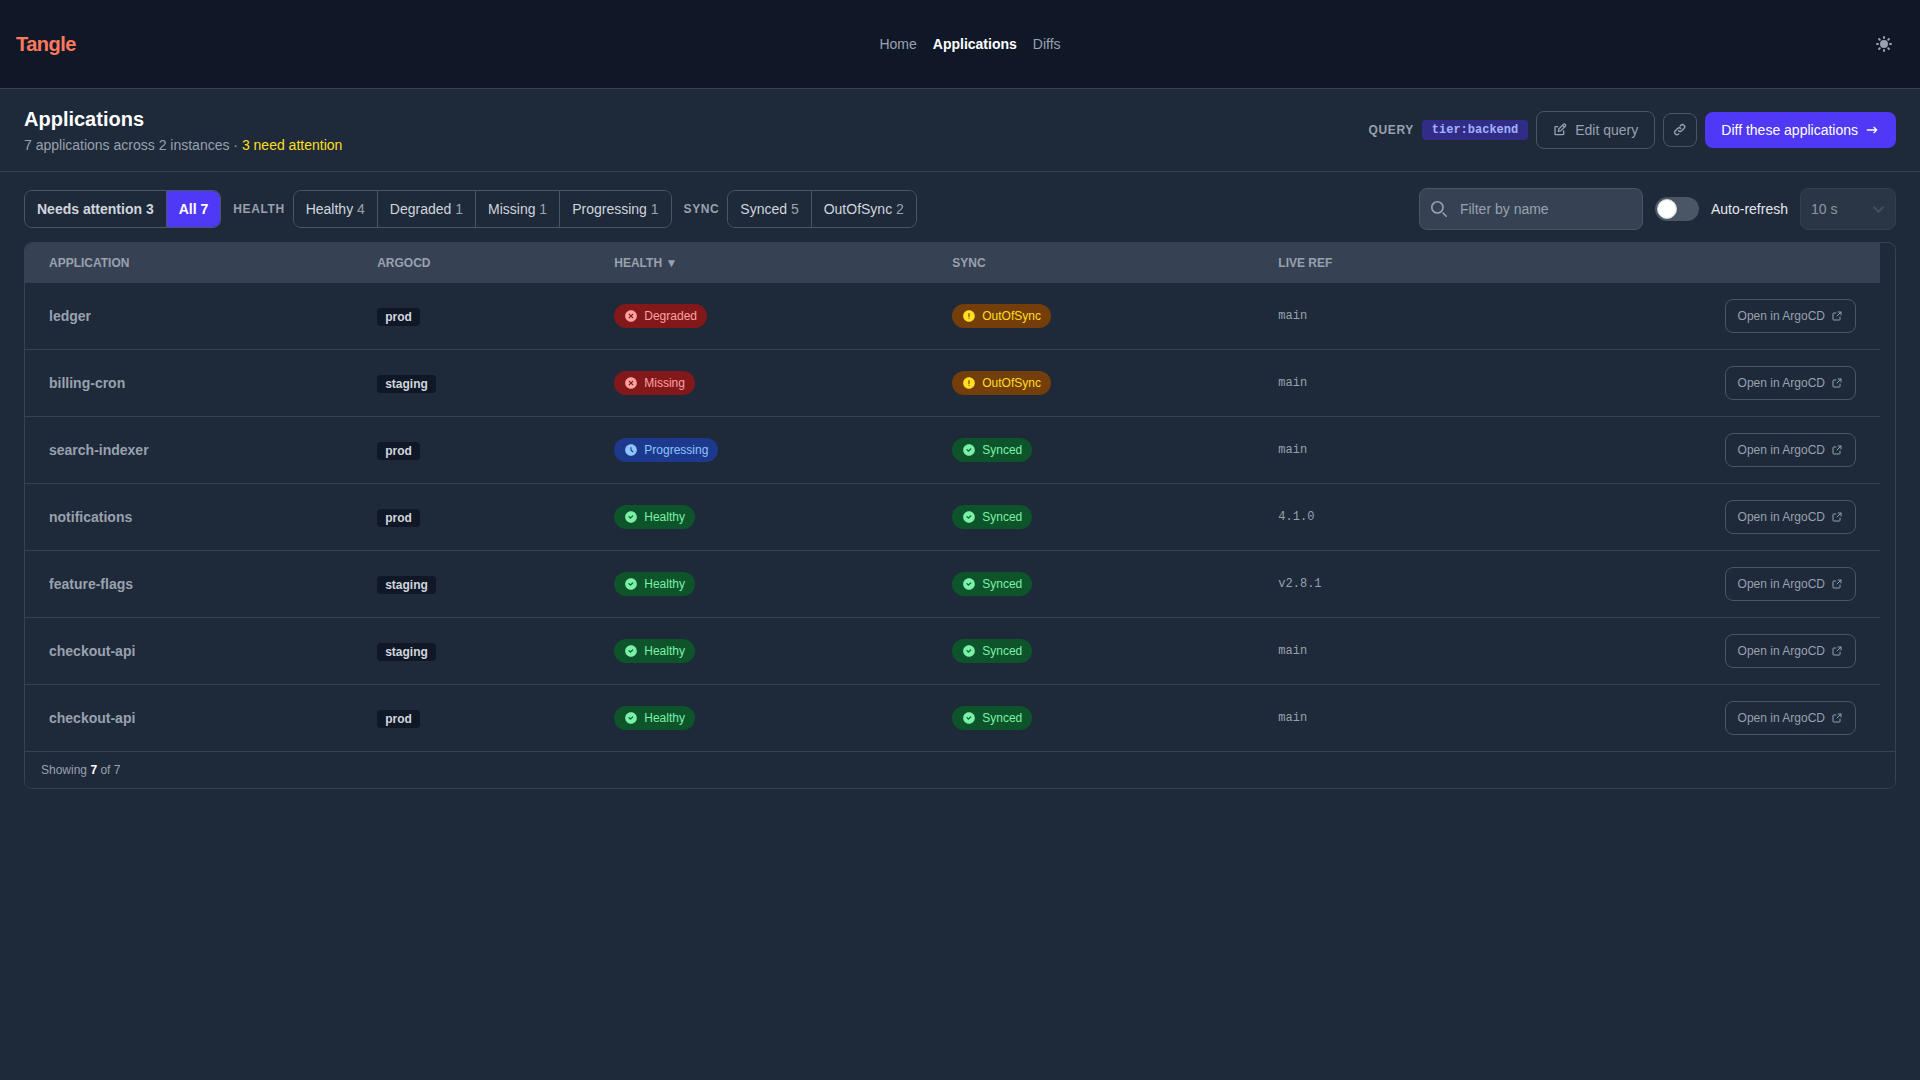 Tangle
Home Applications Diffs
Applications
7 applications across 2 instances · 3 need attention
QUERY tier:backend Edit query Diff these applications →
Needs attention 3 All 7 HEALTH Healthy 4 Degraded 1 Missing 1 Progressing 1 SYNC Synced 5 OutOfSync 2 Filter by name Auto-refresh 10 s
APPLICATION ARGOCD HEALTH ▼ SYNC LIVE REF
ledger prod Degraded OutOfSync main Open in ArgoCD
billing-cron staging Missing OutOfSync main Open in ArgoCD
search-indexer prod Progressing Synced main Open in ArgoCD
notifications prod Healthy Synced 4.1.0 Open in ArgoCD
feature-flags staging Healthy Synced v2.8.1 Open in ArgoCD
checkout-api staging Healthy Synced main Open in ArgoCD
checkout-api prod Healthy Synced main Open in ArgoCD
Showing 7 of 7